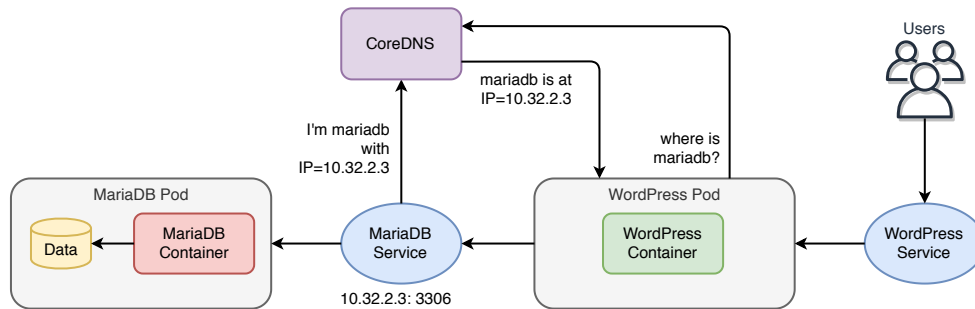 Users
CoreDNS
mariadb is at
IP=10.32.2.3
I'm mariadb
with
IP=10.32.2.3
where is
mariadb?
MariaDB Pod
WordPress Pod
Data
MariaDB
Container
MariaDB
Service
WordPress
Container
WordPress
Service
10.32.2.3: 3306